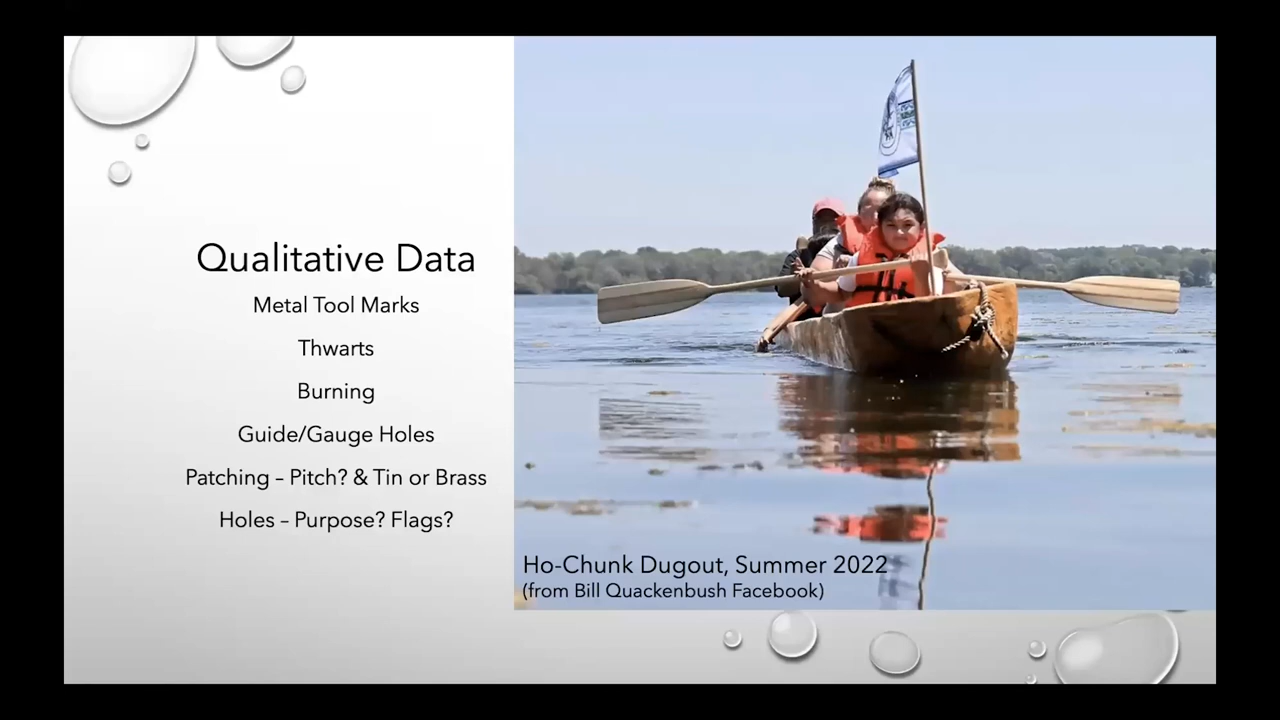 Qualitative Data
Metal Tool Marks
Thwarts
Burning
Guide/Gauge Holes
Patching – Pitch? & Tin or Brass
Holes – Purpose? Flags?
Ho-Chunk Dugout, Summer 2022
(from Bill Quackenbush Facebook)